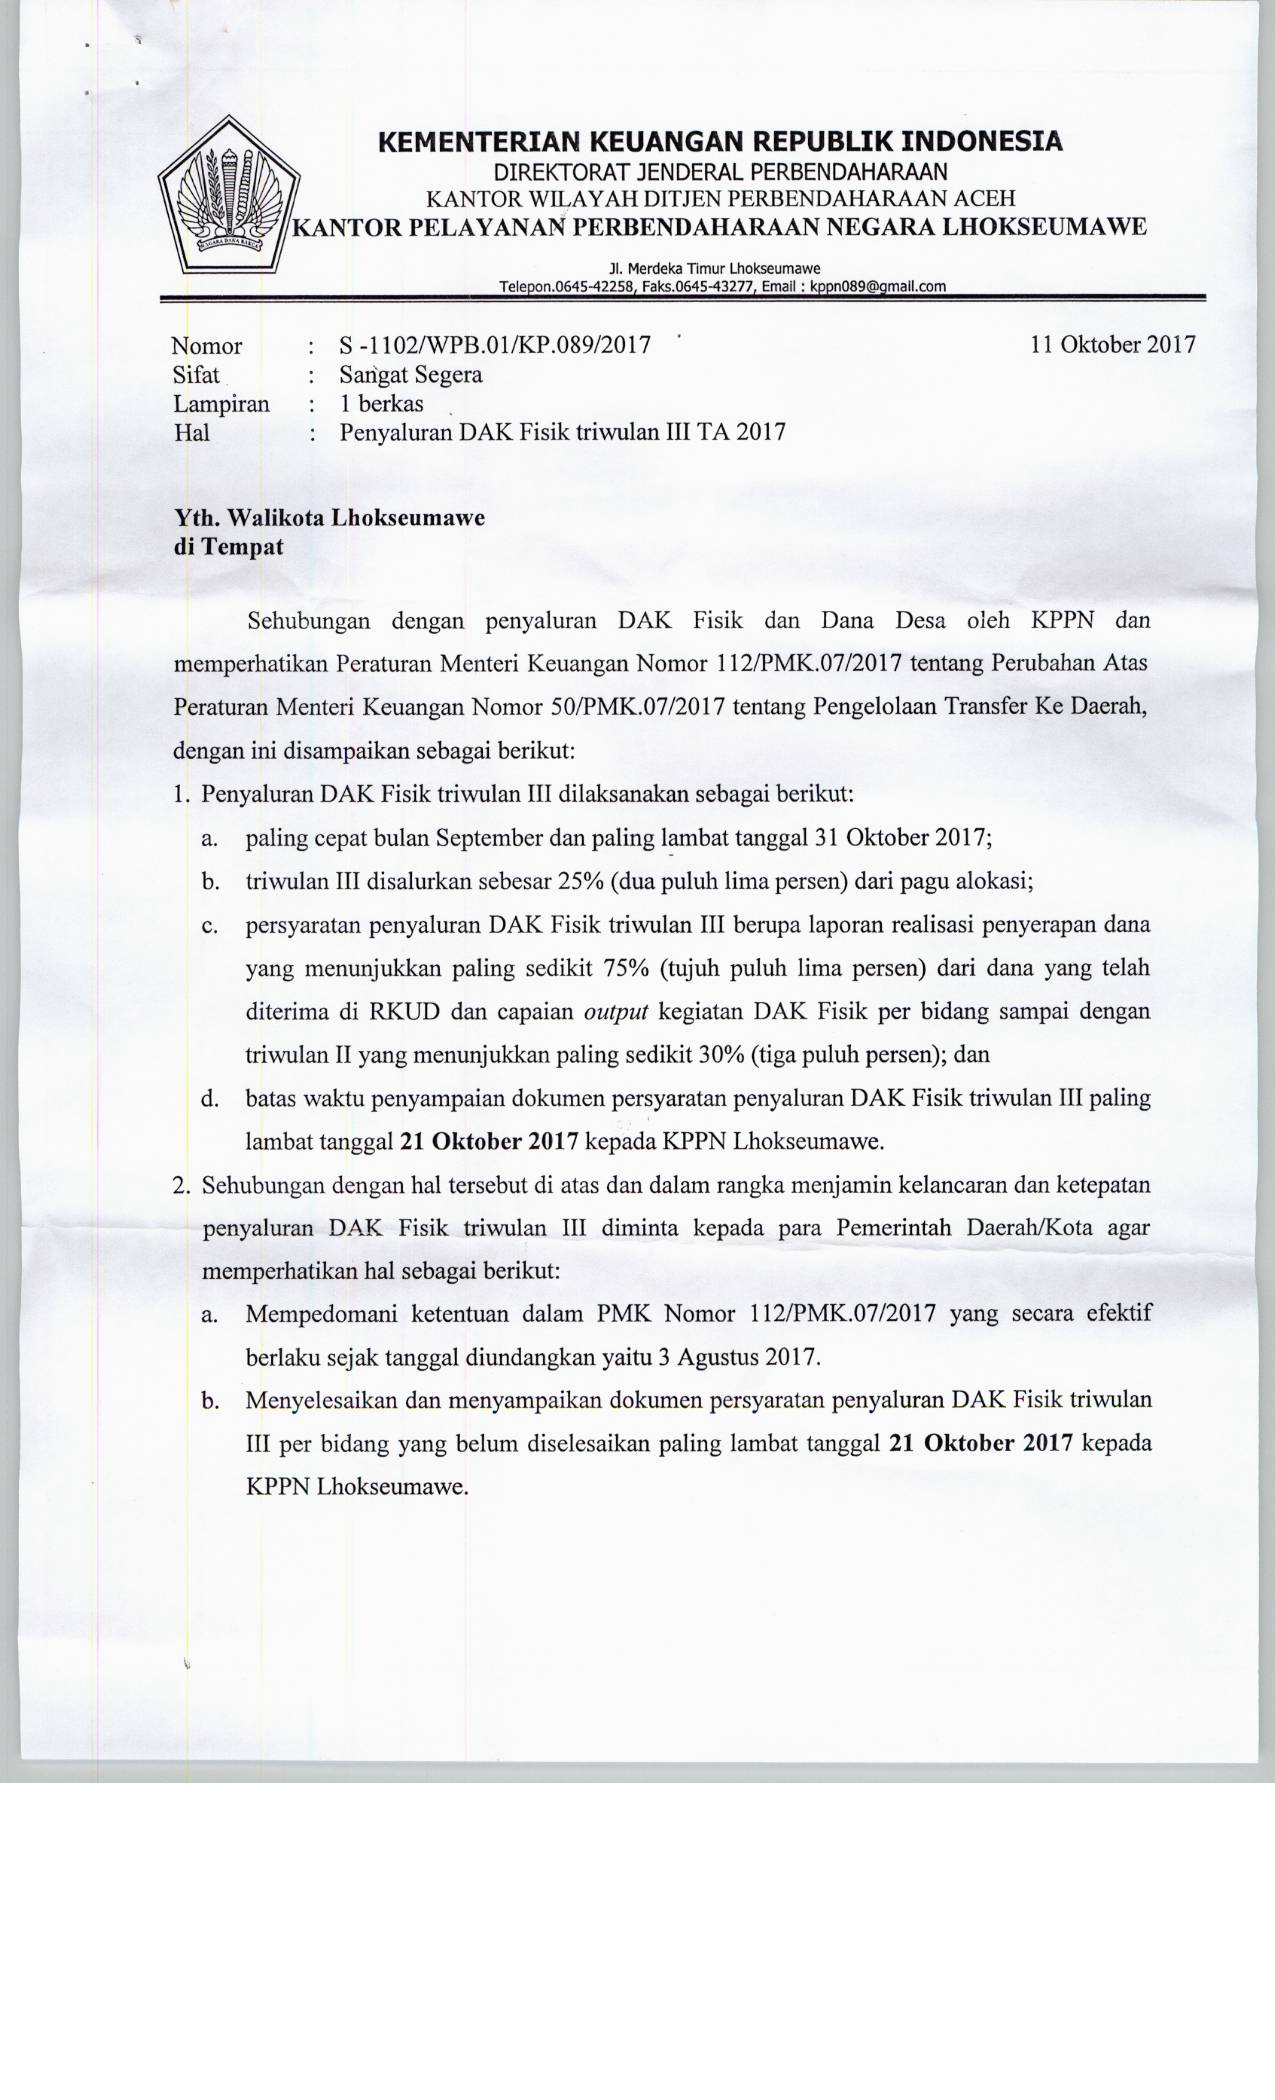 KEMENTERIAN KEUANGAN REPUBLIK INDONESIA
DIREKTORAT JENDERAL PERBENDAHARAAN
KANTOR WILAYAH DITJEN PERBENDAHARAAN ACEH
KANTOR PELAYANAN PERBENDAHARAAN NEGARA LHOKSEUMAWE
NAGARA DANA RAKCA
Jl. Merdeka Timur Lhokseumawe
Telepon.0645-42258, Faks.0645-43277, Email : kppn089@gmail.com
Nomor : S -1102/WPB.01/KP.089/2017 11 Oktober 2017
Sifat : Sangat Segera
Lampiran : 1 berkas
Hal : Penyaluran DAK Fisik triwulan III TA 2017
Yth. Walikota Lhokseumawe
di Tempat
Sehubungan dengan penyaluran DAK Fisik dan Dana Desa oleh KPPN dan
memperhatikan Peraturan Menteri Keuangan Nomor 112/PMK.07/2017 tentang Perubahan Atas
Peraturan Menteri Keuangan Nomor 50/PMK.07/2017 tentang Pengelolaan Transfer Ke Daerah,
dengan ini disampaikan sebagai berikut:
1. Penyaluran DAK Fisik triwulan III dilaksanakan sebagai berikut:
a. paling cepat bulan September dan paling lambat tanggal 31 Oktober 2017;
b. triwulan III disalurkan sebesar 25% (dua puluh lima persen) dari pagu alokasi;
c. persyaratan penyaluran DAK Fisik triwulan III berupa laporan realisasi penyerapan dana
yang menunjukkan paling sedikit 75% (tujuh puluh lima persen) dari dana yang telah
diterima di RKUD dan capaian output kegiatan DAK Fisik per bidang sampai dengan
triwulan II yang menunjukkan paling sedikit 30% (tiga puluh persen); dan
d. batas waktu penyampaian dokumen persyaratan penyaluran DAK Fisik triwulan III paling
lambat tanggal 21 Oktober 2017 kepada KPPN Lhokseumawe.
2. Sehubungan dengan hal tersebut di atas dan dalam rangka menjamin kelancaran dan ketepatan
penyaluran DAK Fisik triwulan III diminta kepada para Pemerintah Daerah/Kota agar
memperhatikan hal sebagai berikut:
a. Mempedomani ketentuan dalam PMK Nomor 112/PMK.07/2017 yang secara efektif
berlaku sejak tanggal diundangkan yaitu 3 Agustus 2017.
b. Menyelesaikan dan menyampaikan dokumen persyaratan penyaluran DAK Fisik triwulan
III per bidang yang belum diselesaikan paling lambat tanggal 21 Oktober 2017 kepada
KPPN Lhokseumawe.